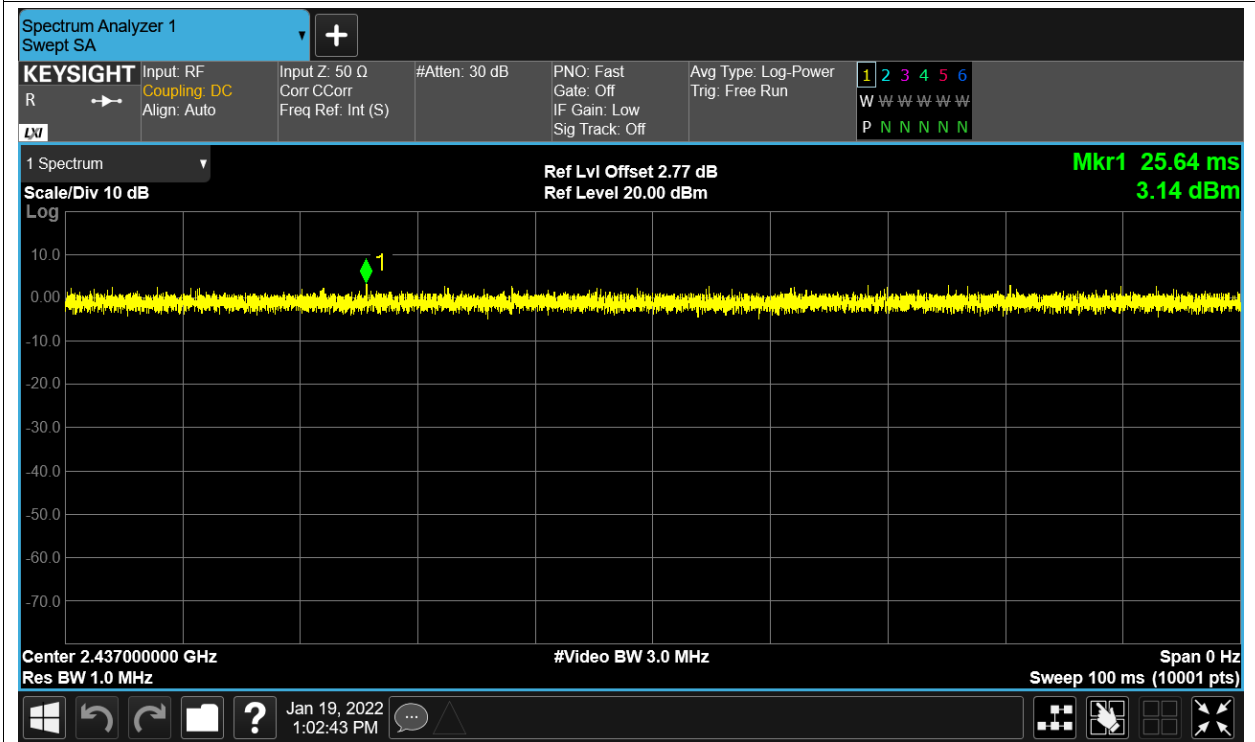 Spectrum Analyzer 1
Swept SA
KEYSIGHT
R
LXI
Input: RF
Coupling: DC
Align: Auto
Input Z: 50 Ω
Corr CCorr
Freq Ref: Int (S)
#Atten: 30 dB
PNO: Fast
Gate: Off
IF Gain: Low
Sig Track: Off
Avg Type: Log-Power
Trig: Free Run
1 2 3 4 5 6
W W W W W W
P N N N N N
1 Spectrum
Scale/Div 10 dB
Log
Ref Lvl Offset 2.77 dB
Ref Level 20.00 dBm
Mkr1 25.64 ms
3.14 dBm
1
10.0
0.00
-10.0
-20.0
-30.0
-40.0
-50.0
-60.0
-70.0
Center 2.437000000 GHz
Res BW 1.0 MHz
#Video BW 3.0 MHz
Span 0 Hz
Sweep 100 ms (10001 pts)
?
Jan 19, 2022
1:02:43 PM